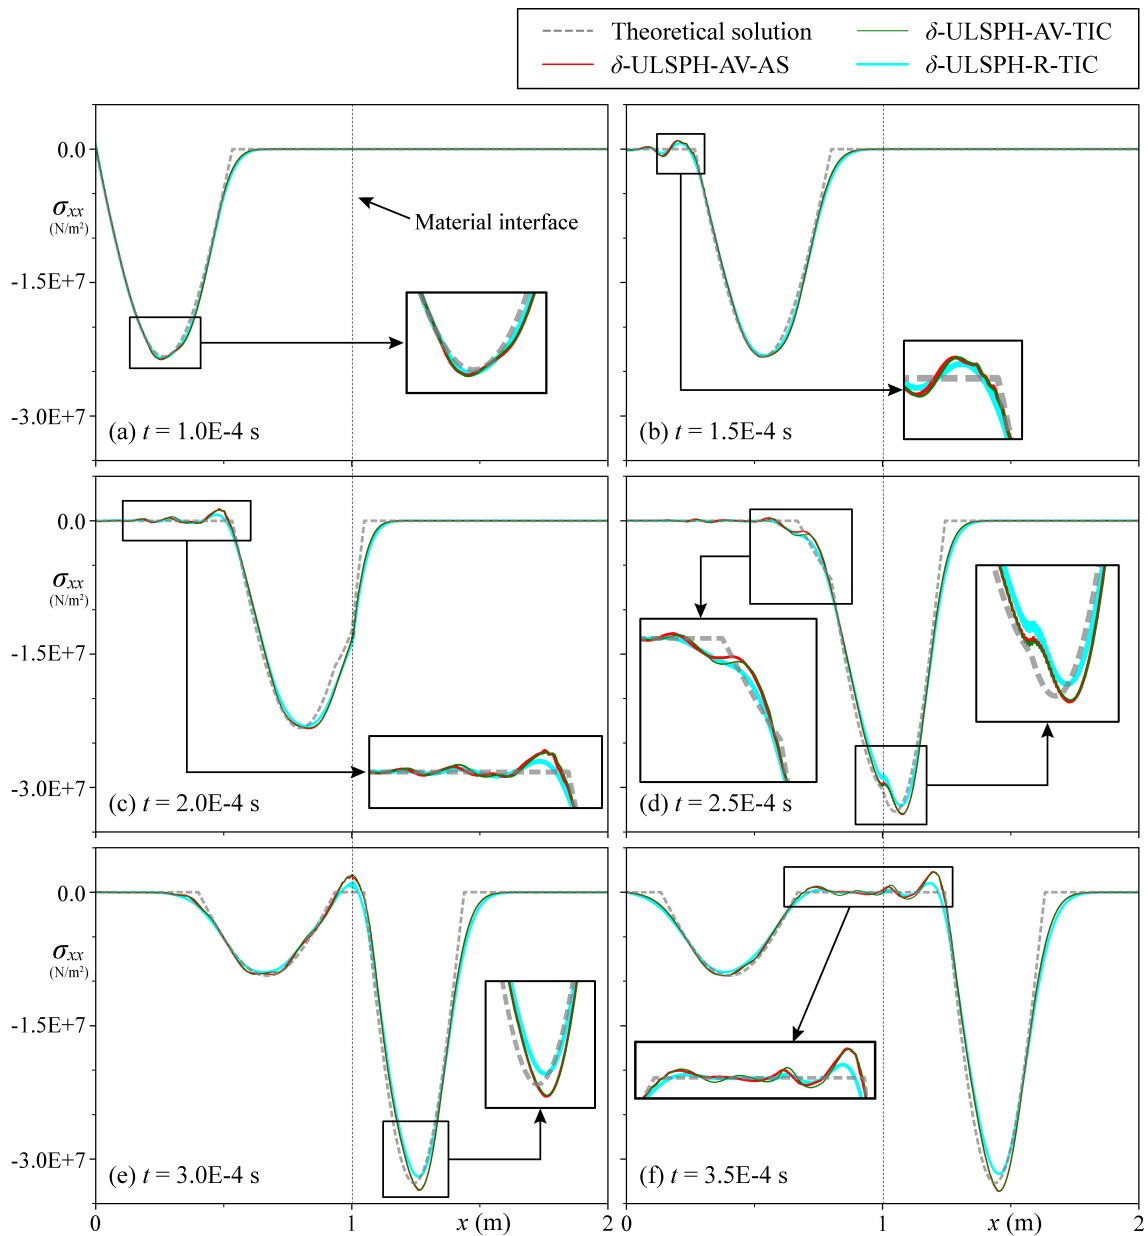 Theoretical solution
δ-ULSPH-AV-TIC
δ-ULSPH-AV-AS
δ-ULSPH-R-TIC
0.0
σxx
(N/m²)
-1.5E+7
-3.0E+7
Material interface
(a) t = 1.0E-4 s
(b) t = 1.5E-4 s
0.0
σxx
(N/m²)
-1.5E+7
-3.0E+7
(c) t = 2.0E-4 s
(d) t = 2.5E-4 s
0.0
σxx
(N/m²)
-1.5E+7
-3.0E+7
(e) t = 3.0E-4 s
(f) t = 3.5E-4 s
0
1
x (m)
2
1
x (m)
2